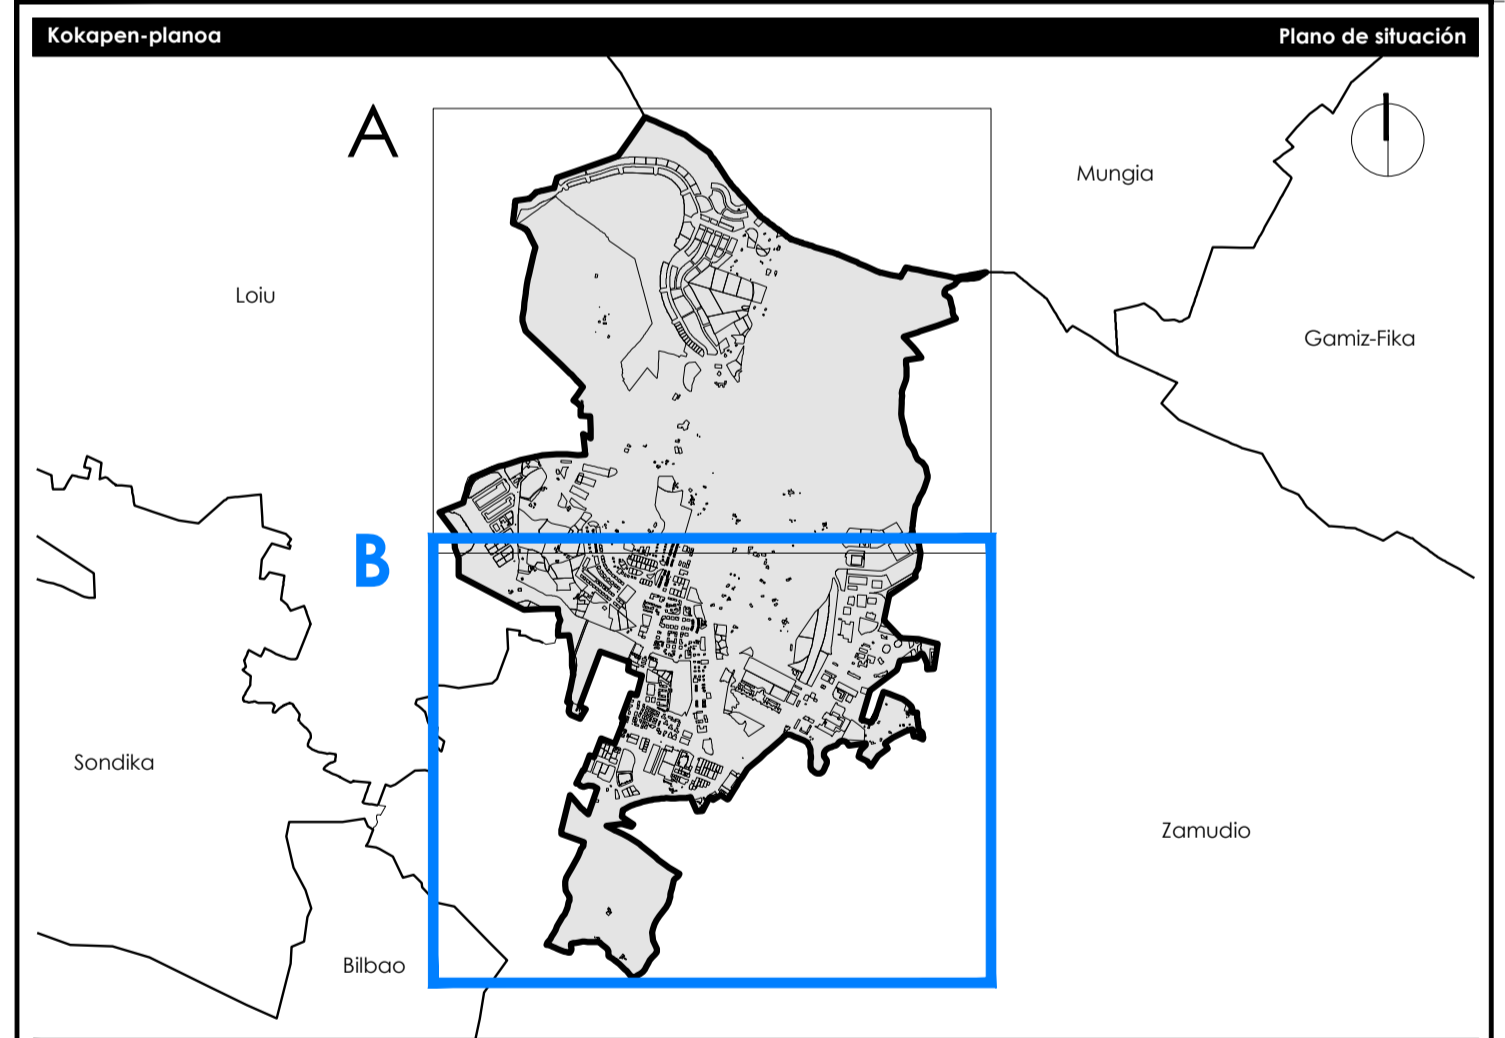 Kokapen-planoa
Plano de situación
A
Mungia
Loiu
Gamiz-Fika
B
Sondika
Zamudio
Bilbao